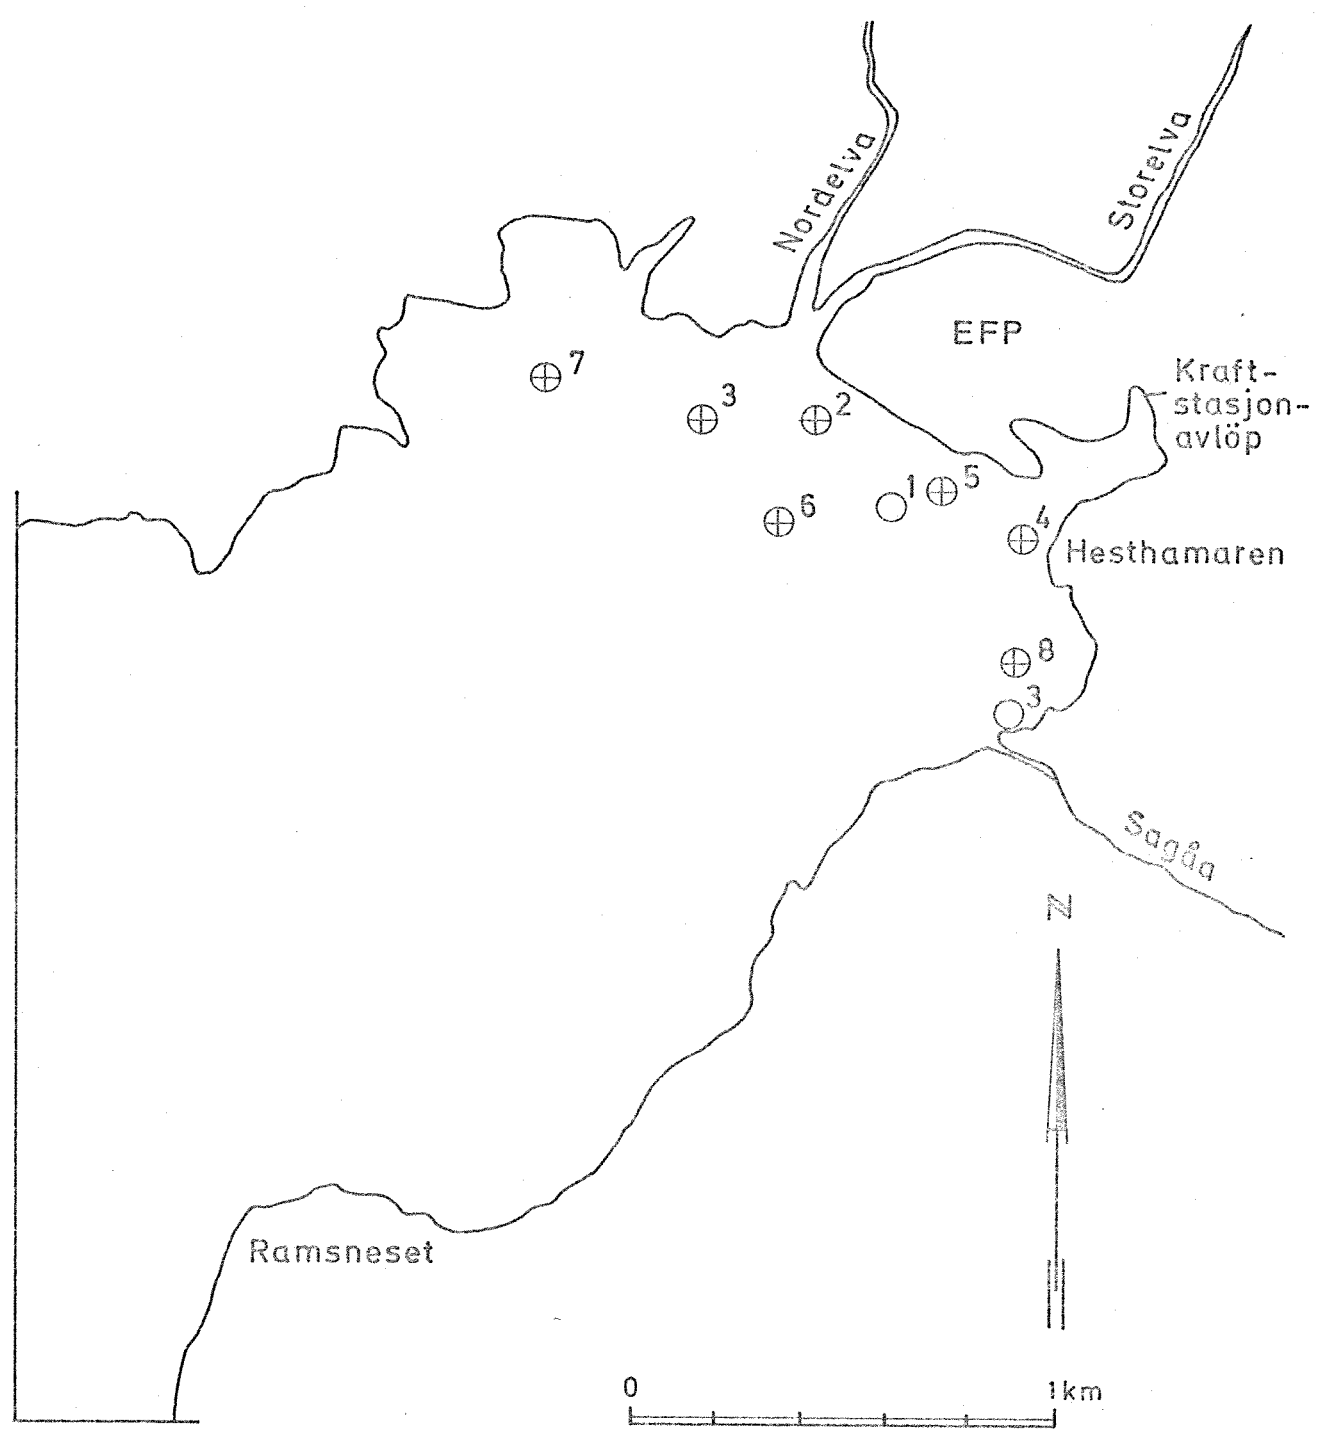 Nordelva
Storelva
EFP
Kraft-
stasjon-
avlöp
7
3
2
1
5
6
4
Hesthamaren
8
3
Sagåa
N
Ramsneset
0
1km